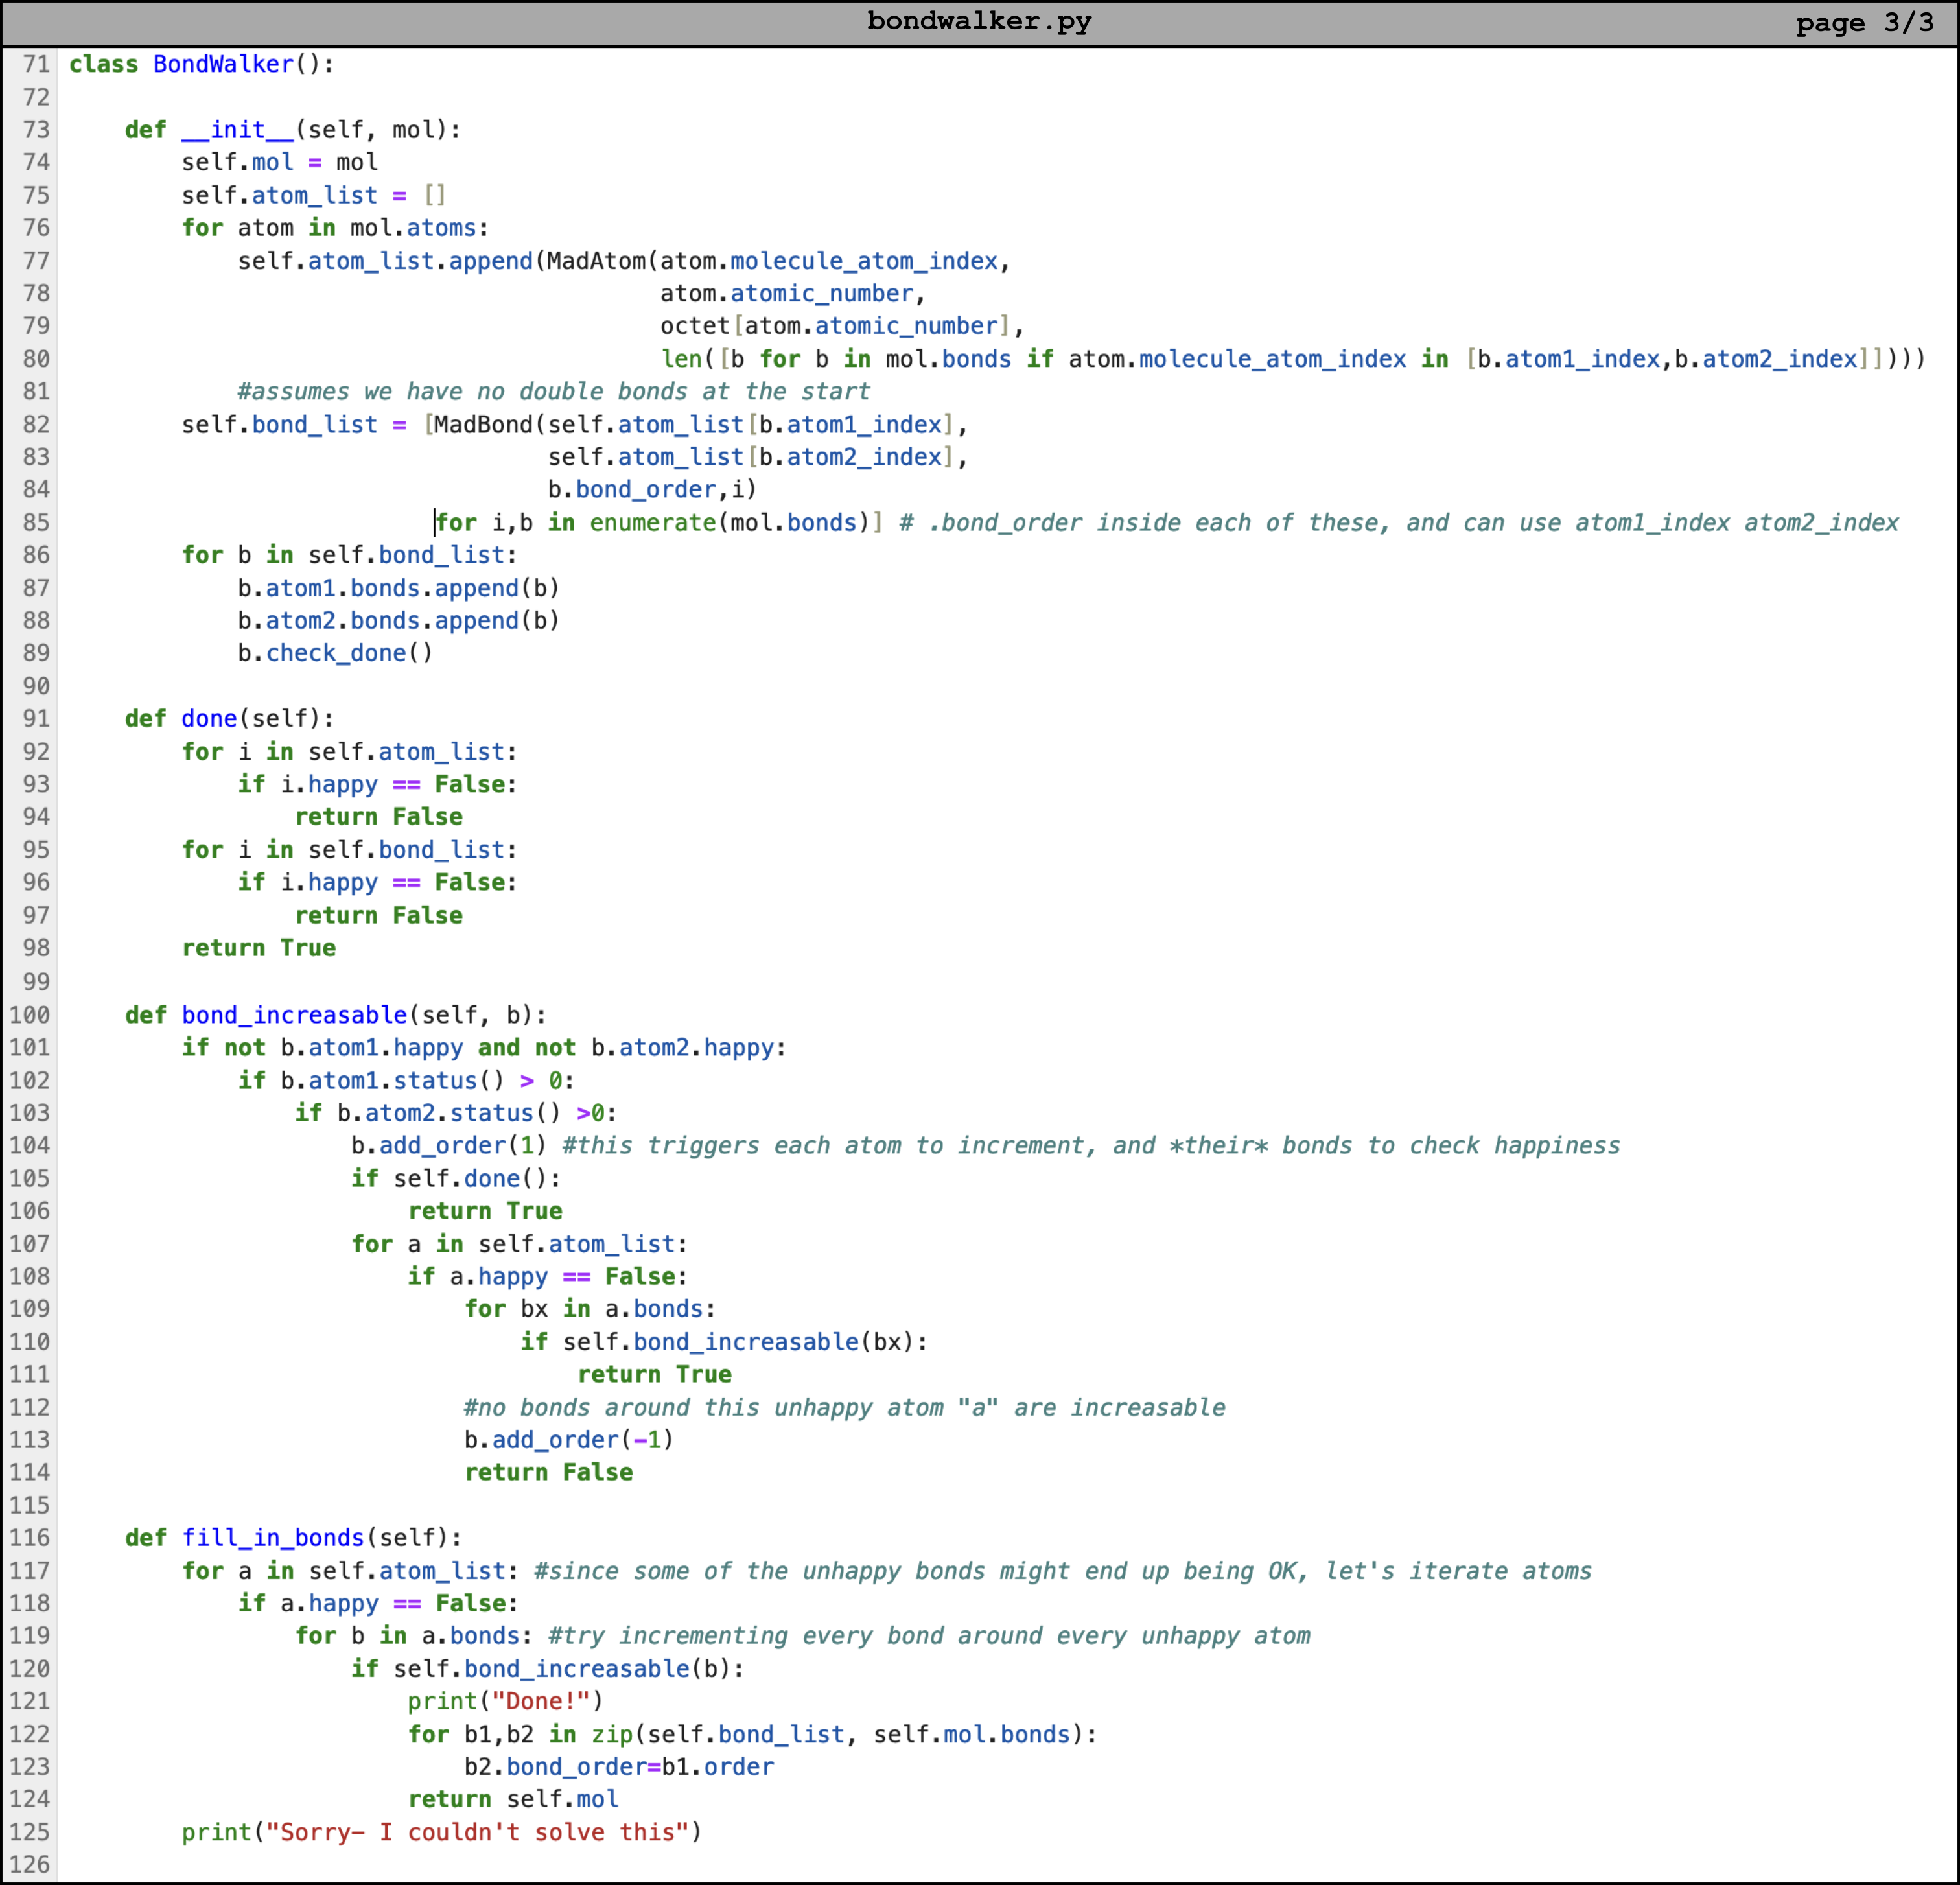 bondwalker.py page 3/3
71 class BondWalker():
72
73     def __init__(self, mol):
74         self.mol = mol
75         self.atom_list = []
76         for atom in mol.atoms:
77             self.atom_list.append(MadAtom(atom.molecule_atom_index,
78                                           atom.atomic_number,
79                                           octet[atom.atomic_number],
80                                           len([b for b in mol.bonds if atom.molecule_atom_index in [b.atom1_index,b.atom2_index]])))
81             #assumes we have no double bonds at the start
82         self.bond_list = [MadBond(self.atom_list[b.atom1_index],
83                                   self.atom_list[b.atom2_index],
84                                   b.bond_order,i)
85                           for i,b in enumerate(mol.bonds)] # .bond_order inside each of these, and can use atom1_index atom2_index
86         for b in self.bond_list:
87             b.atom1.bonds.append(b)
88             b.atom2.bonds.append(b)
89             b.check_done()
90
91     def done(self):
92         for i in self.atom_list:
93             if i.happy == False:
94                 return False
95         for i in self.bond_list:
96             if i.happy == False:
97                 return False
98         return True
99
100     def bond_increasable(self, b):
101         if not b.atom1.happy and not b.atom2.happy:
102             if b.atom1.status() > 0:
103                 if b.atom2.status() >0:
104                     b.add_order(1) #this triggers each atom to increment, and *their* bonds to check happiness
105                     if self.done():
106                         return True
107                     for a in self.atom_list:
108                         if a.happy == False:
109                             for bx in a.bonds:
110                                 if self.bond_increasable(bx):
111                                     return True
112                             #no bonds around this unhappy atom "a" are increasable
113                             b.add_order(-1)
114                             return False
115
116     def fill_in_bonds(self):
117         for a in self.atom_list: #since some of the unhappy bonds might end up being OK, let's iterate atoms
118             if a.happy == False:
119                 for b in a.bonds: #try incrementing every bond around every unhappy atom
120                     if self.bond_increasable(b):
121                         print("Done!")
122                         for b1,b2 in zip(self.bond_list, self.mol.bonds):
123                             b2.bond_order=b1.order
124                         return self.mol
125         print("Sorry- I couldn't solve this")
126